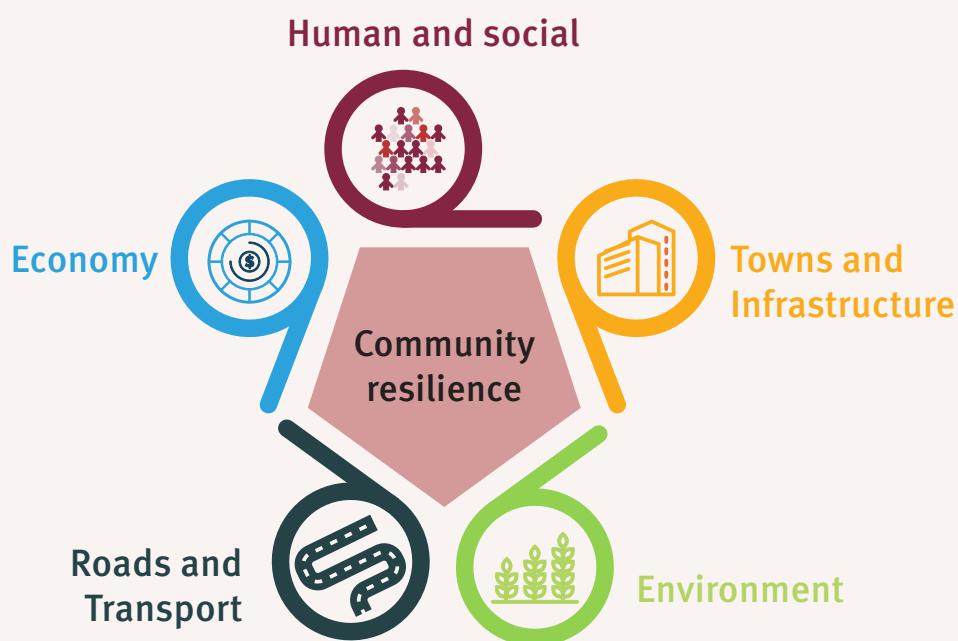 Human and social
Economy
$
Towns and
Infrastructure
Community
resilience
Roads and
Transport
Environment